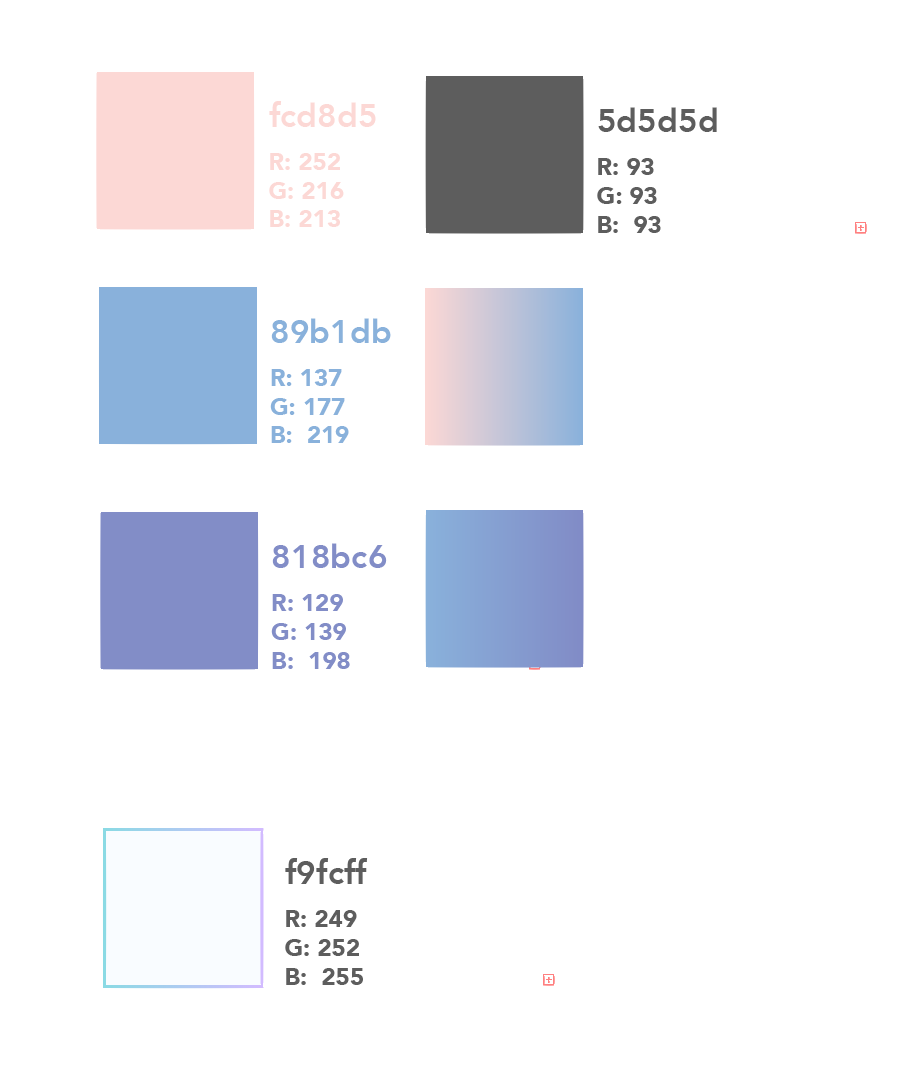 fcd8d5
R: 252
G: 216
B: 213
5d5d5d
R: 93
G: 93
B: 93
89b1db
R: 137
G: 177
B: 219
818bc6
R: 129
G: 139
B: 198
f9fcff
R: 249
G: 252
B: 255